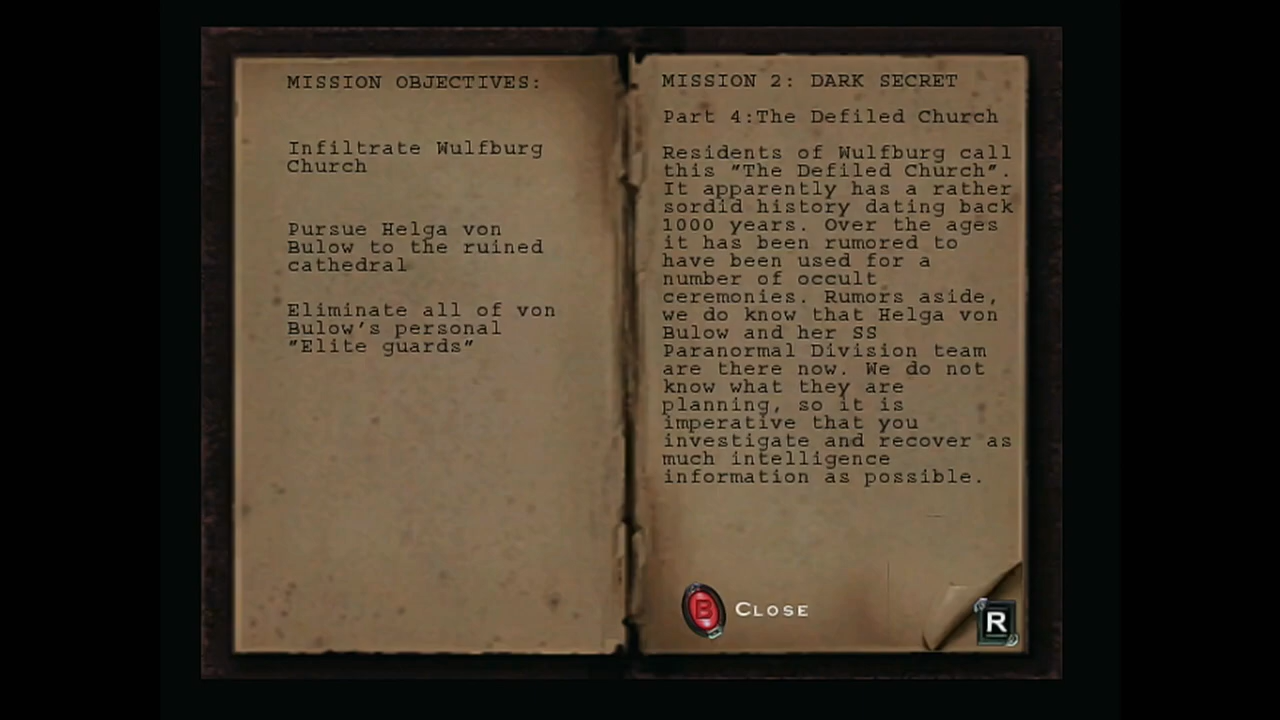 MISSION OBJECTIVES:
Infiltrate Wulfburg
Church
Pursue Helga von
Bulow to the ruined
cathedral
Eliminate all of von
Bulow's personal
"Elite guards"
MISSION 2: DARK SECRET
Part 4:The Defiled Church
Residents of Wulfburg call
this "The Defiled Church".
It apparently has a rather
sordid history dating back
1000 years. Over the ages
it has been rumored to
have been used for a
number of occult
ceremonies. Rumors aside,
we do know that Helga von
Bulow and her SS
Paranormal Division team
are there now. We do not
know what they are
planning, so it is
imperative that you
investigate and recover as
much intelligence
information as possible.
B CLOSE
R